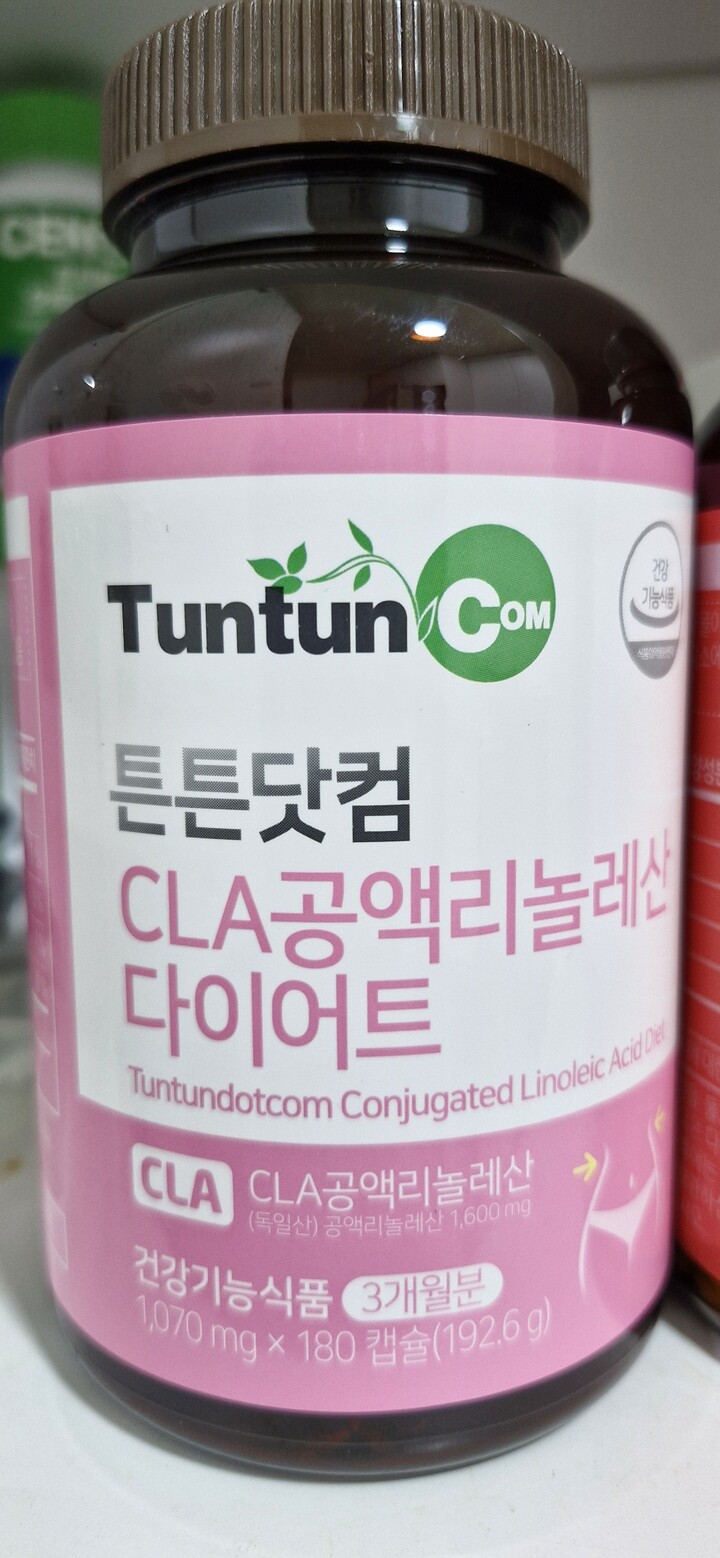 Tuntun COM
건강
기능식품
튼튼닷컴
CLA공액리놀레산
다이어트
Tuntundotcom Conjugated Linoleic Acid Diet
CLA
CLA공액리놀레산
(독일산) 공액리놀레산 1,600 mg
건강기능식품 3개월분
1,070 mg × 180 캡슐(192.6 g)